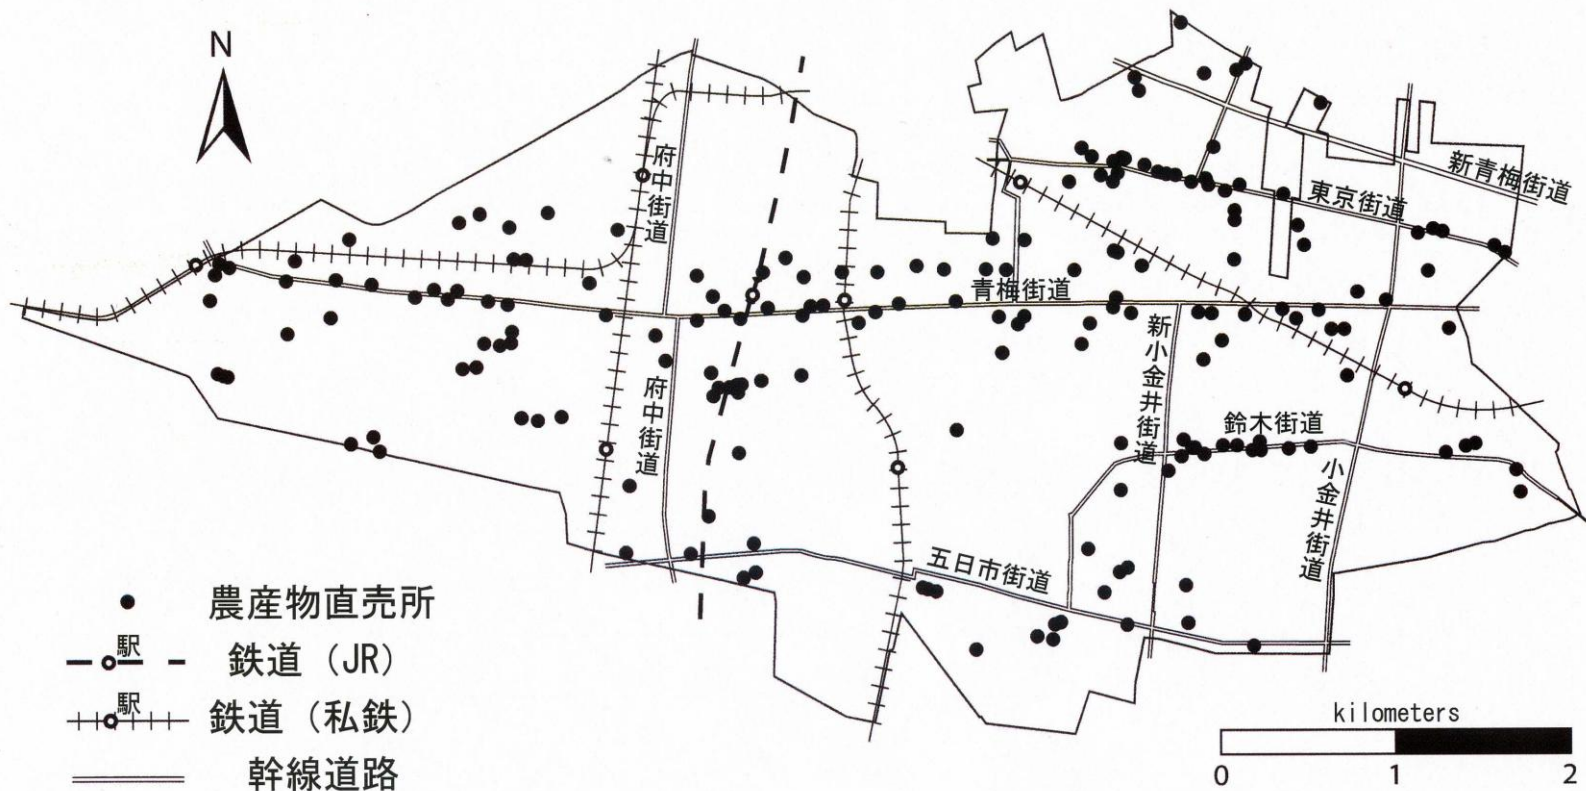 N
府中街道
新青梅街道
東京街道
青梅街道
新小金井街道
府中街道
鈴木街道
小金井街道
五日市街道
農産物直売所
駅
鉄道（JR）
駅
鉄道（私鉄）
幹線道路
kilometers
0 1 2